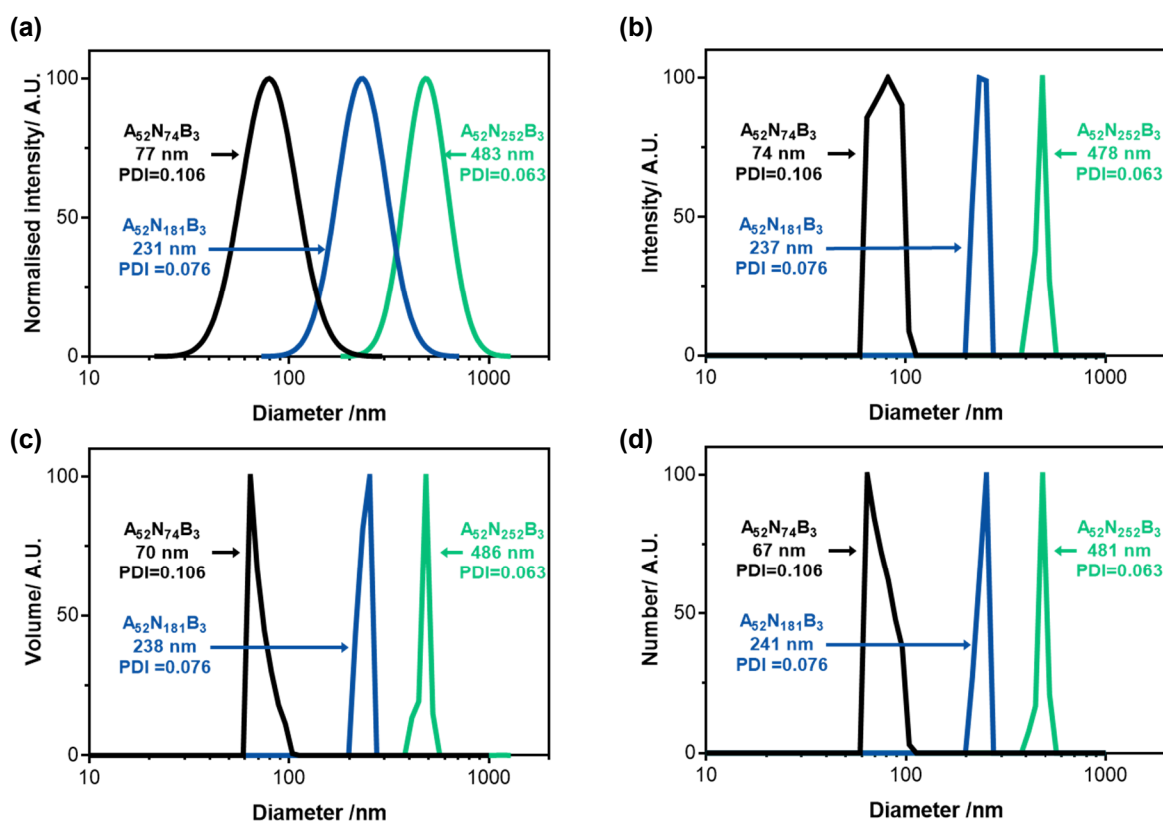 (a)
Normalised intensity/ A.U.
100
50
0
10
100
1000
Diameter /nm
A52N74B3
77 nm
PDI=0.106
A52N181B3
231 nm
PDI =0.076
A52N252B3
483 nm
PDI=0.063
(b)
Intensity/ A.U.
100
50
0
10
100
1000
Diameter /nm
A52N74B3
74 nm
PDI=0.106
A52N181B3
237 nm
PDI =0.076
A52N252B3
478 nm
PDI=0.063
(c)
Volume/ A.U.
100
50
0
10
100
1000
Diameter /nm
A52N74B3
70 nm
PDI=0.106
A52N181B3
238 nm
PDI =0.076
A52N252B3
486 nm
PDI=0.063
(d)
Number/ A.U.
100
50
0
10
100
1000
Diameter /nm
A52N74B3
67 nm
PDI=0.106
A52N181B3
241 nm
PDI =0.076
A52N252B3
481 nm
PDI=0.063